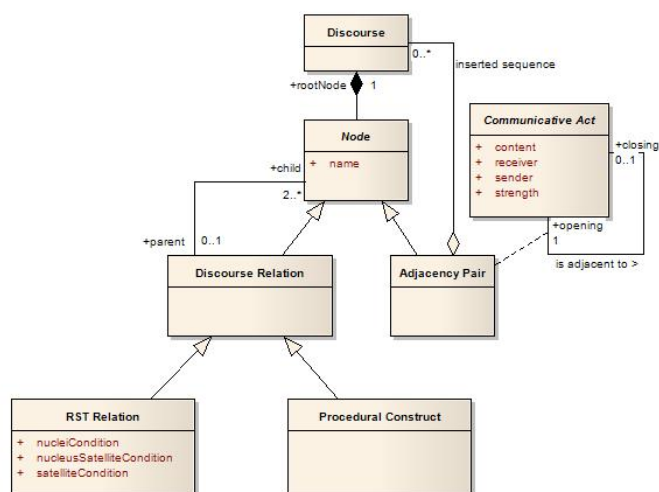 Discourse
0..*
inserted sequence
+rootNode 1
Node
+ name
Communicative Act
+ content
+ receiver
+ sender
+ strength
+closing
0..1
+child
2..*
+opening
1
is adjacent to >
+parent 0..1
Discourse Relation
Adjacency Pair
RST Relation
+ nucleiCondition
+ nucleusSatelliteCondition
+ satelliteCondition
Procedural Construct